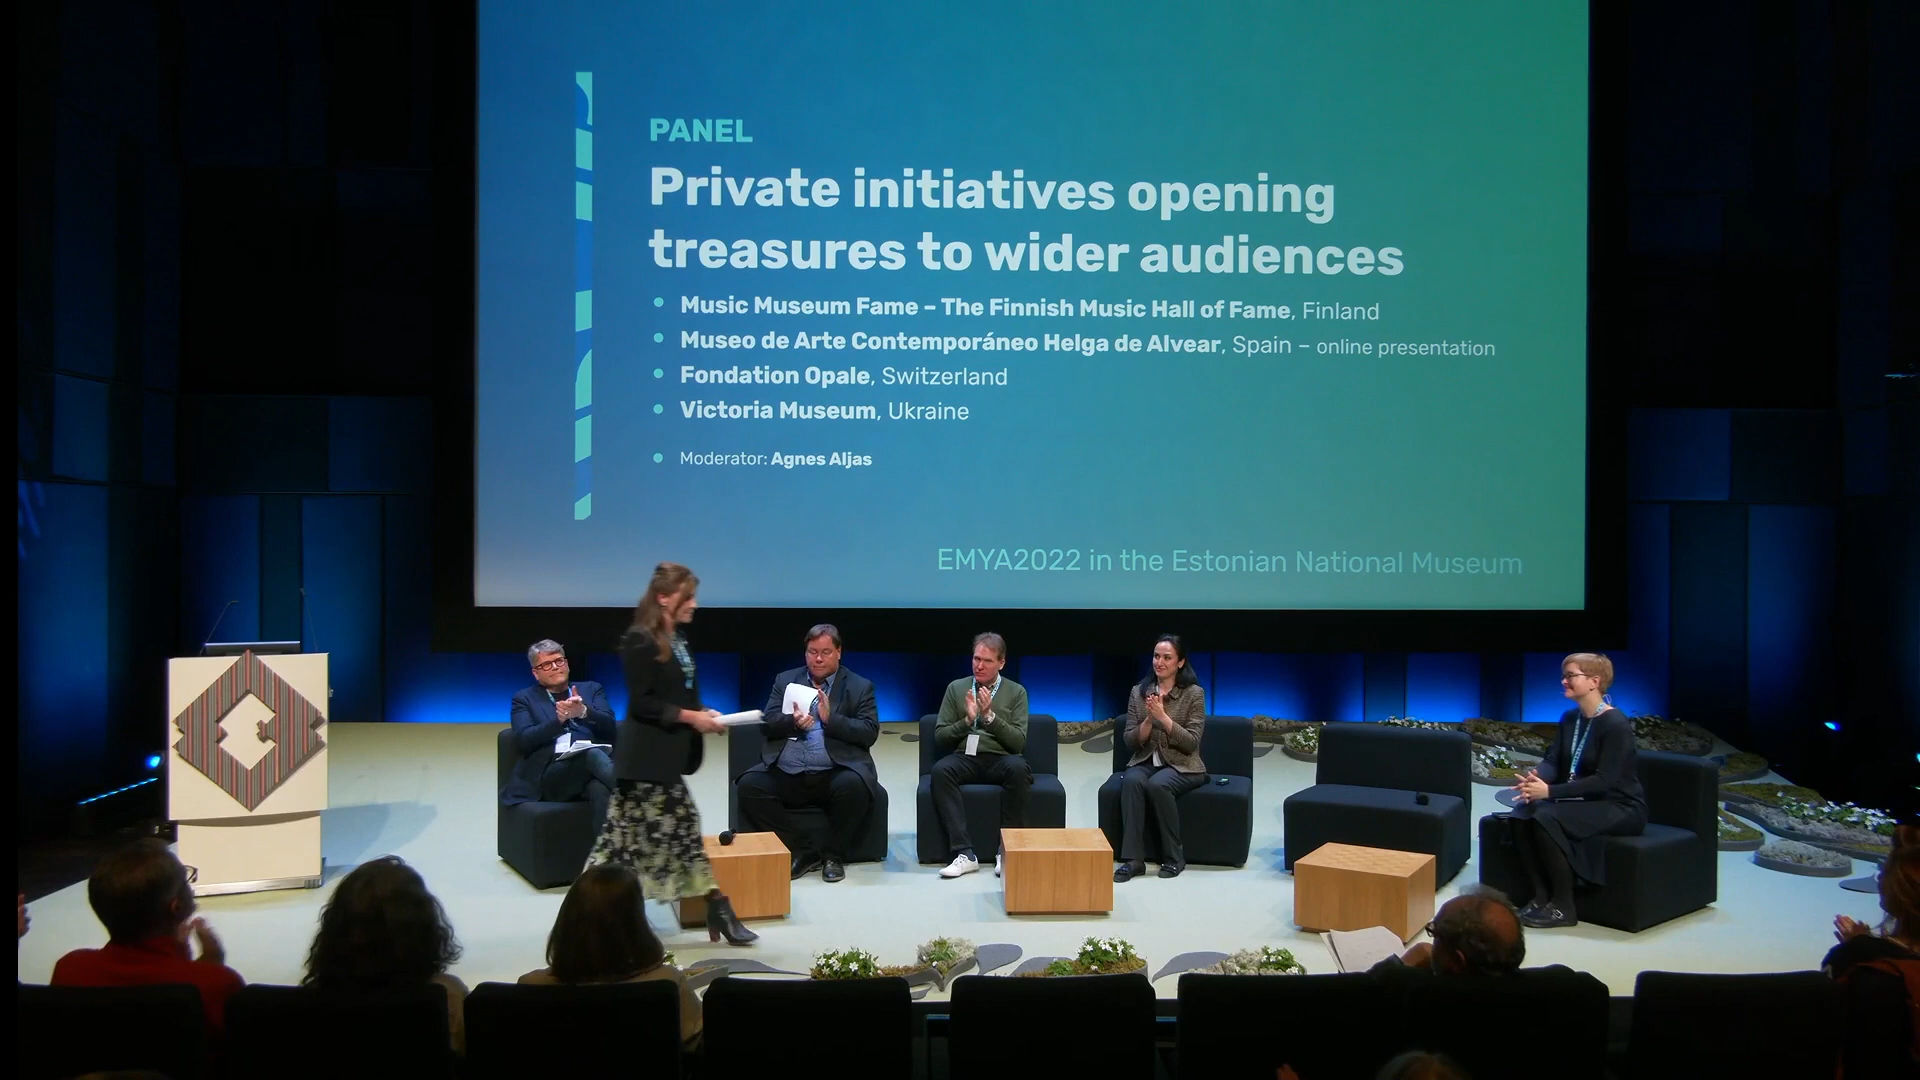 PANEL
Private initiatives opening
treasures to wider audiences
Music Museum Fame – The Finnish Music Hall of Fame, Finland
Museo de Arte Contemporáneo Helga de Alvear, Spain – online presentation
Fondation Opale, Switzerland
Victoria Museum, Ukraine
Moderator: Agnes Aljas
EMYA2022 in the Estonian National Museum